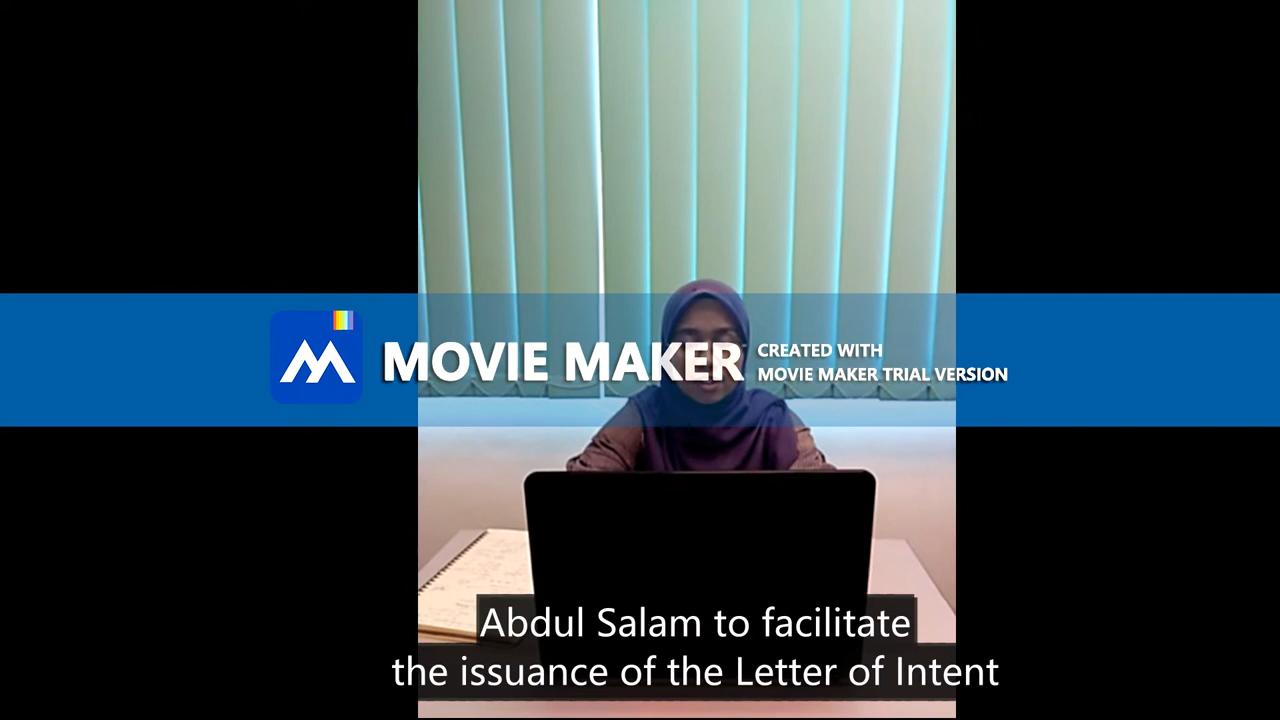 MOVIE MAKER
CREATED WITH
MOVIE MAKER TRIAL VERSION
Abdul Salam to facilitate
the issuance of the Letter of Intent